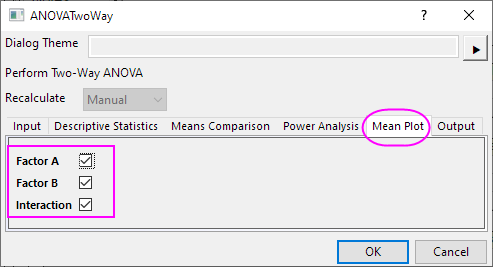 ANOVATwoWay
Dialog Theme
Perform Two-Way ANOVA
Recalculate Manual
Input Descriptive Statistics Means Comparison Power Analysis Mean Plot Output
Factor A
Factor B
Interaction
OK Cancel